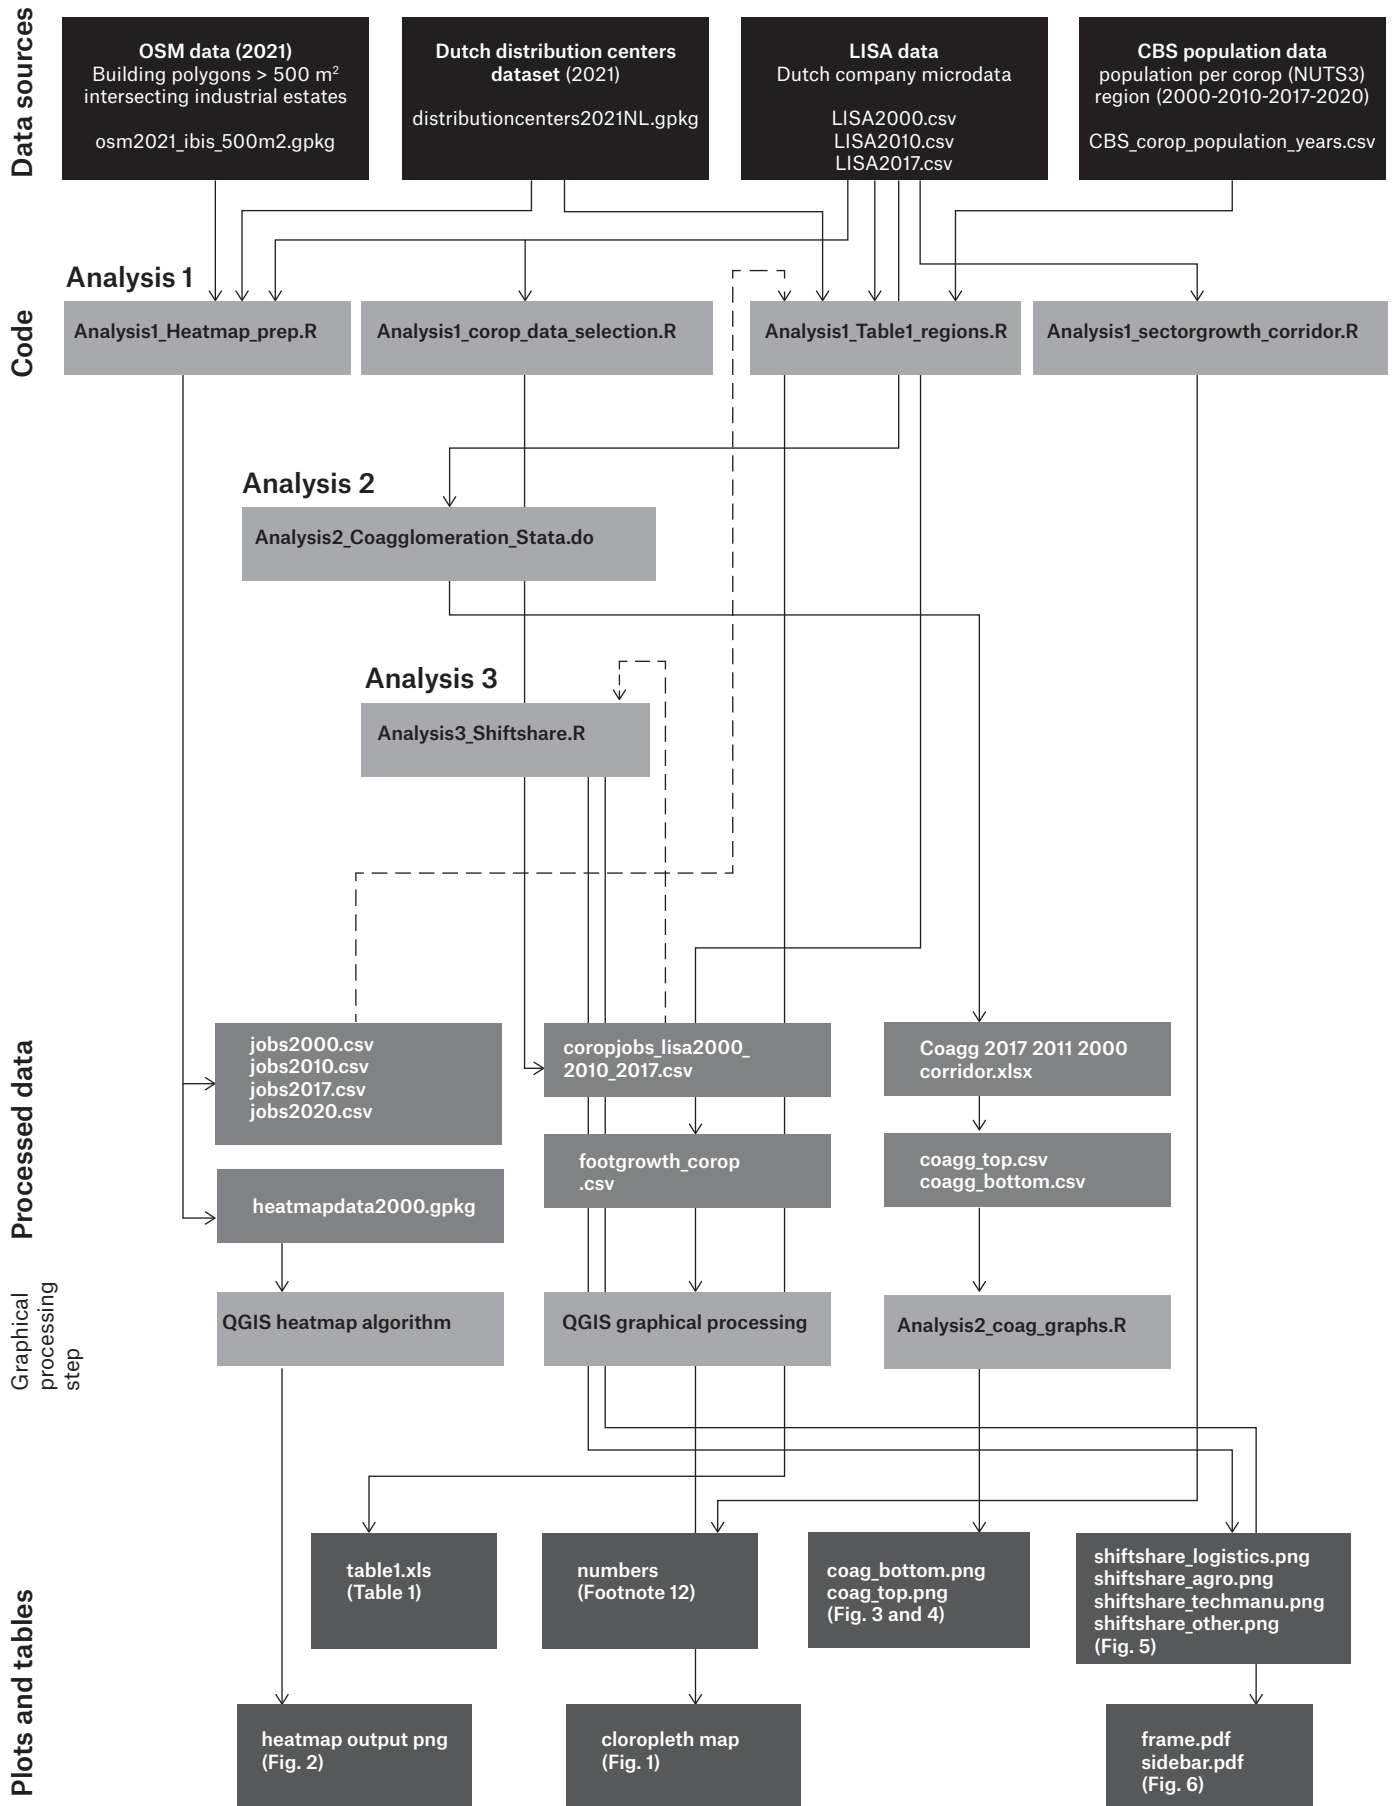 Data sources
OSM data (2021)
Building polygons > 500 m²
intersecting industrial estates
osm2021_ibis_500m2.gpkg
Dutch distribution centers
dataset (2021)
distributioncenters2021NL.gpkg
LISA data
Dutch company microdata
LISA2000.csv
LISA2010.csv
LISA2017.csv
CBS population data
population per corop (NUTS3)
region (2000-2010-2017-2020)
CBS_corop_population_years.csv
Code
Analysis 1
Analysis1_Heatmap_prep.R
Analysis1_corop_data_selection.R
Analysis1_Table1_regions.R
Analysis1_sectorgrowth_corridor.R
Analysis 2
Analysis2_Coagglomeration_Stata.do
Analysis 3
Analysis3_Shiftshare.R
Processed data
jobs2000.csv
jobs2010.csv
jobs2017.csv
jobs2020.csv
coropjobs_lisa2000_
2010_2017.csv
Coagg 2017 2011 2000
corridor.xlsx
heatmapdata2000.gpkg
footgrowth_corop
.csv
coagg_top.csv
coagg_bottom.csv
Graphical
processing
step
QGIS heatmap algorithm
QGIS graphical processing
Analysis2_coag_graphs.R
Plots and tables
table1.xls
(Table 1)
numbers
(Footnote 12)
coag_bottom.png
coag_top.png
(Fig. 3 and 4)
shiftshare_logistics.png
shiftshare_agro.png
shiftshare_techmanu.png
shiftshare_other.png
(Fig. 5)
heatmap output png
(Fig. 2)
cloropleth map
(Fig. 1)
frame.pdf
sidebar.pdf
(Fig. 6)